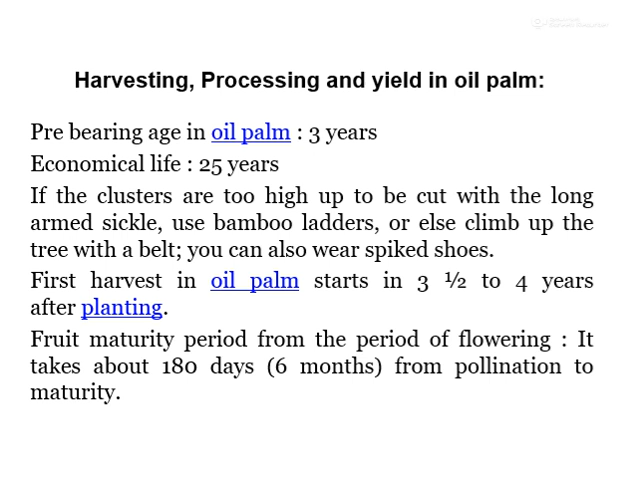 Harvesting, Processing and yield in oil palm:
Pre bearing age in oil palm : 3 years
Economical life : 25 years
If the clusters are too high up to be cut with the long
armed sickle, use bamboo ladders, or else climb up the
tree with a belt; you can also wear spiked shoes.
First harvest in oil palm starts in 3 ½ to 4 years
after planting.
Fruit maturity period from the period of flowering : It
takes about 180 days (6 months) from pollination to
maturity.